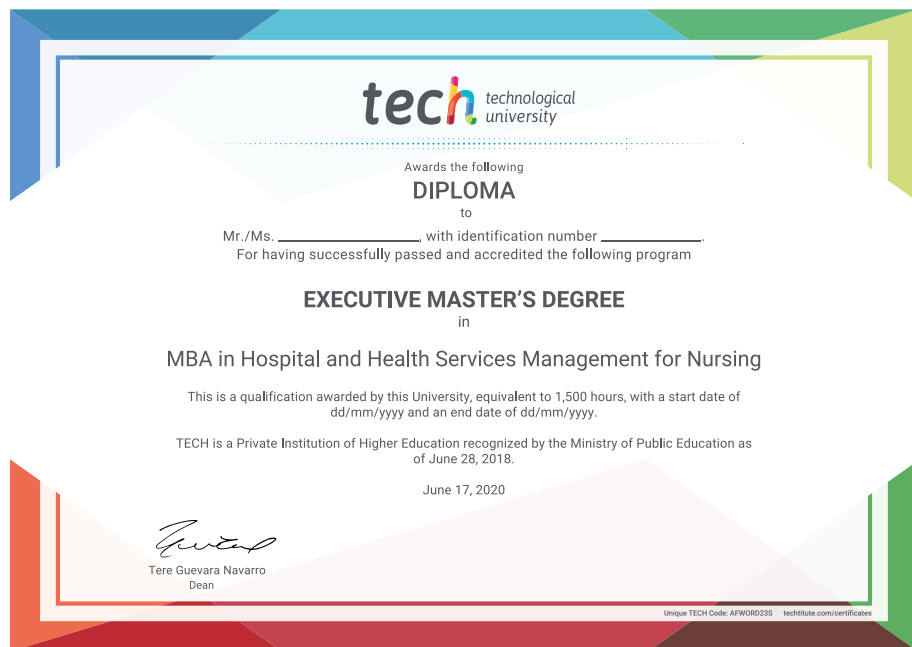 tech technological
university
Awards the following
DIPLOMA
to
Mr./Ms. ____________________, with identification number ______________.
For having successfully passed and accredited the following program
EXECUTIVE MASTER'S DEGREE
in
MBA in Hospital and Health Services Management for Nursing
This is a qualification awarded by this University, equivalent to 1,500 hours, with a start date of
dd/mm/yyyy and an end date of dd/mm/yyyy.
TECH is a Private Institution of Higher Education recognized by the Ministry of Public Education as
of June 28, 2018.
June 17, 2020
Tere Guevara Navarro
Dean
Unique TECH Code: AFWORD23S techtitute.com/certificates